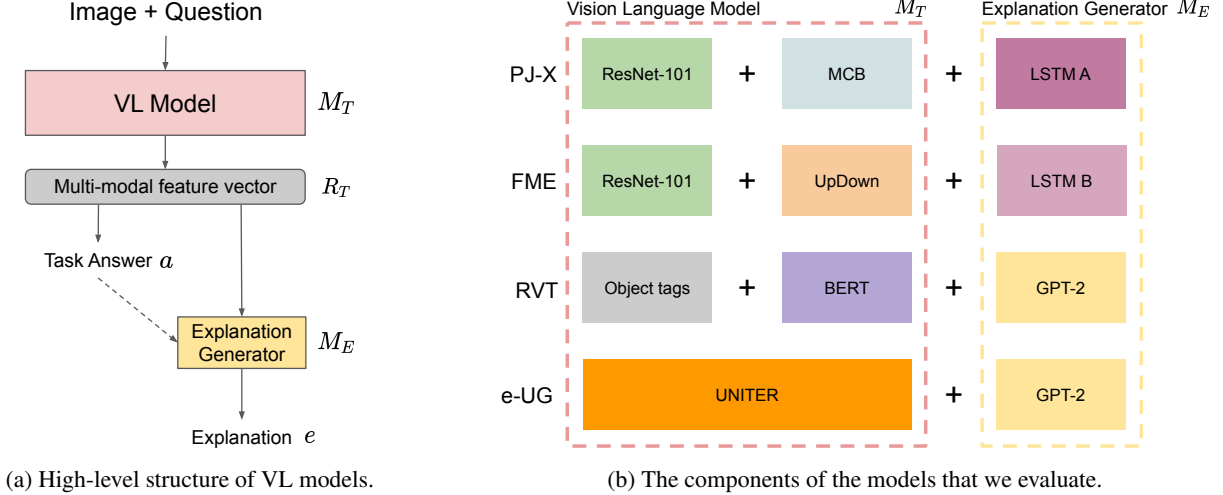 Image + Question
VL Model
M_T
Multi-modal feature vector
R_T
Task Answer a
Explanation
Generator
M_E
Explanation e
(a) High-level structure of VL models.
Vision Language Model M_T
Explanation Generator M_E
PJ-X ResNet-101 + MCB + LSTM A
FME ResNet-101 + UpDown + LSTM B
RVT Object tags + BERT + GPT-2
e-UG UNITER + GPT-2
(b) The components of the models that we evaluate.